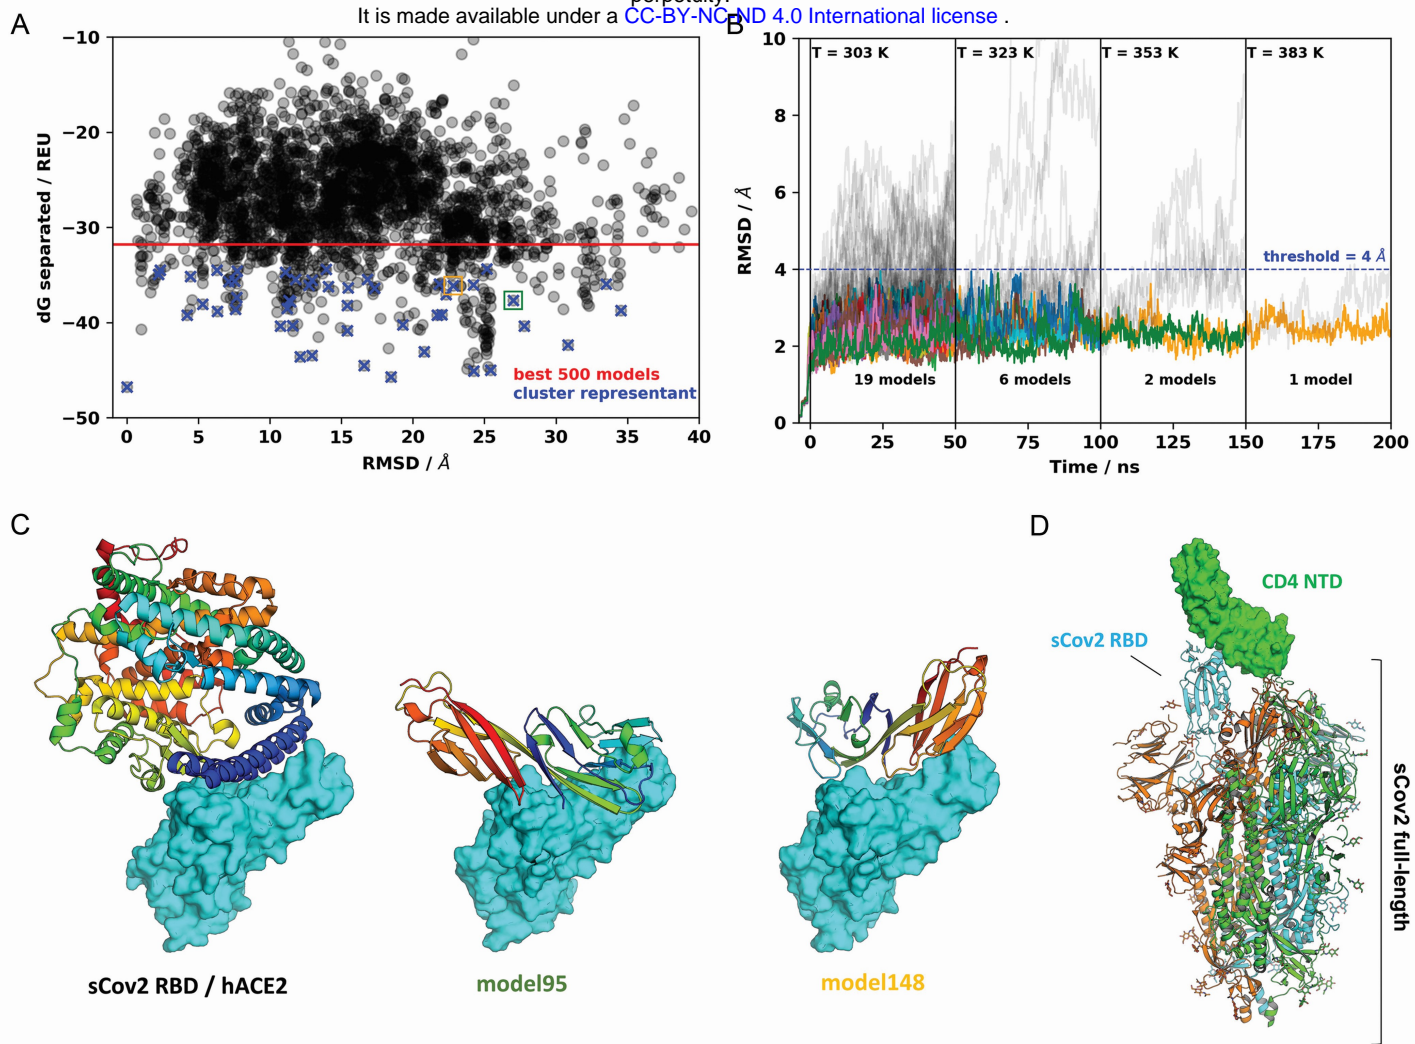 perpetuity.
It is made available under a CC-BY-NC-ND 4.0 International license .
A
−10
−20
−30
−40
−50
dG separated / REU
best 500 models
cluster representant
0 5 10 15 20 25 30 35 40
RMSD / Å
B
10
8
6
4
2
0
RMSD / Å
T = 303 K
T = 323 K
T = 353 K
T = 383 K
threshold = 4 Å
19 models
6 models
2 models
1 model
0 25 50 75 100 125 150 175 200
Time / ns
C
sCov2 RBD / hACE2
model95
model148
D
CD4 NTD
sCov2 RBD
sCov2 full-length